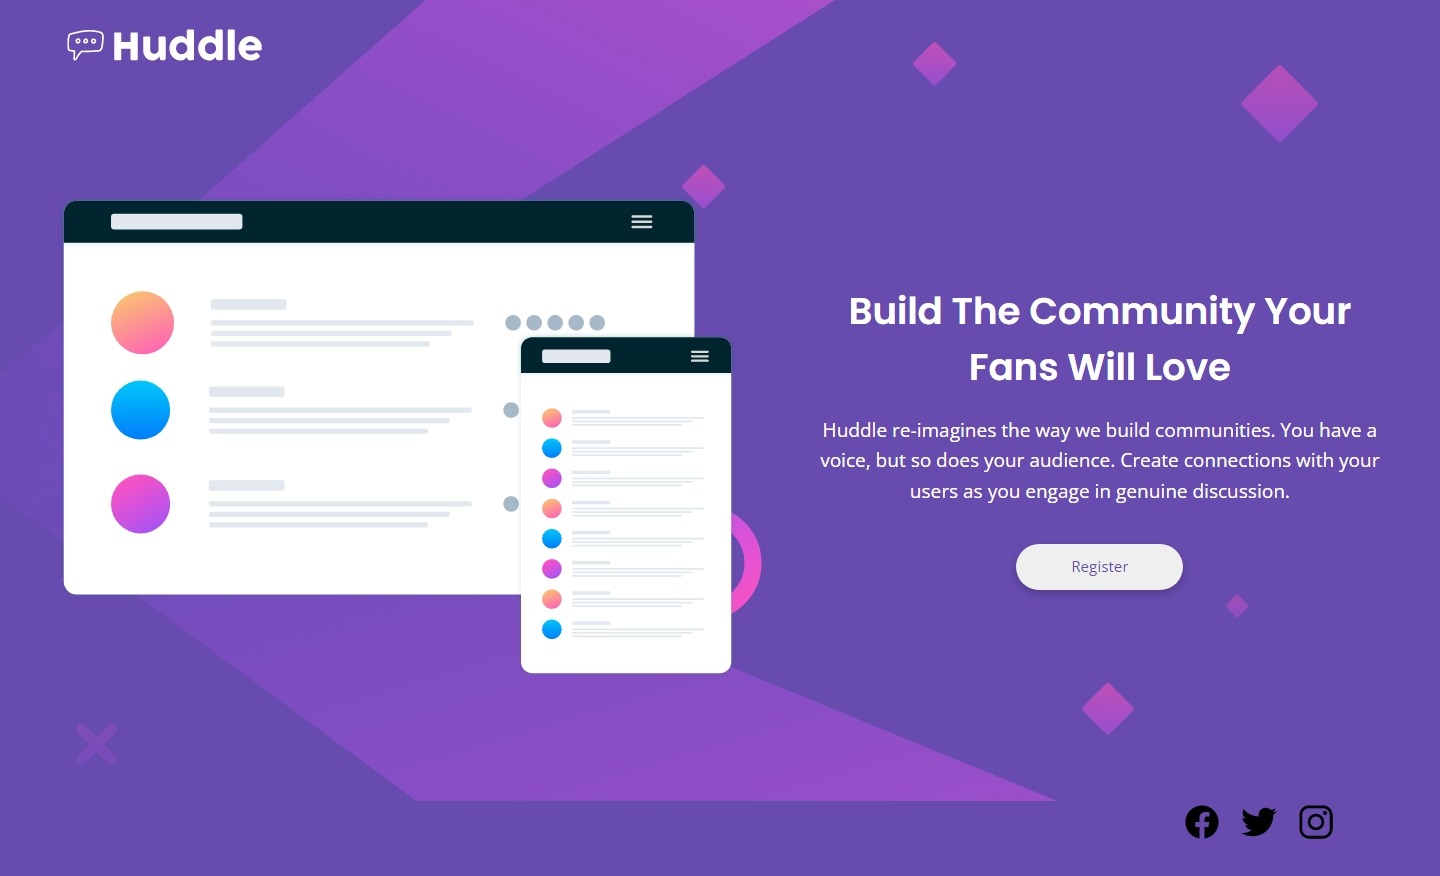 Huddle
Build The Community Your
Fans Will Love
Huddle re-imagines the way we build communities. You have a
voice, but so does your audience. Create connections with your
users as you engage in genuine discussion.
Register